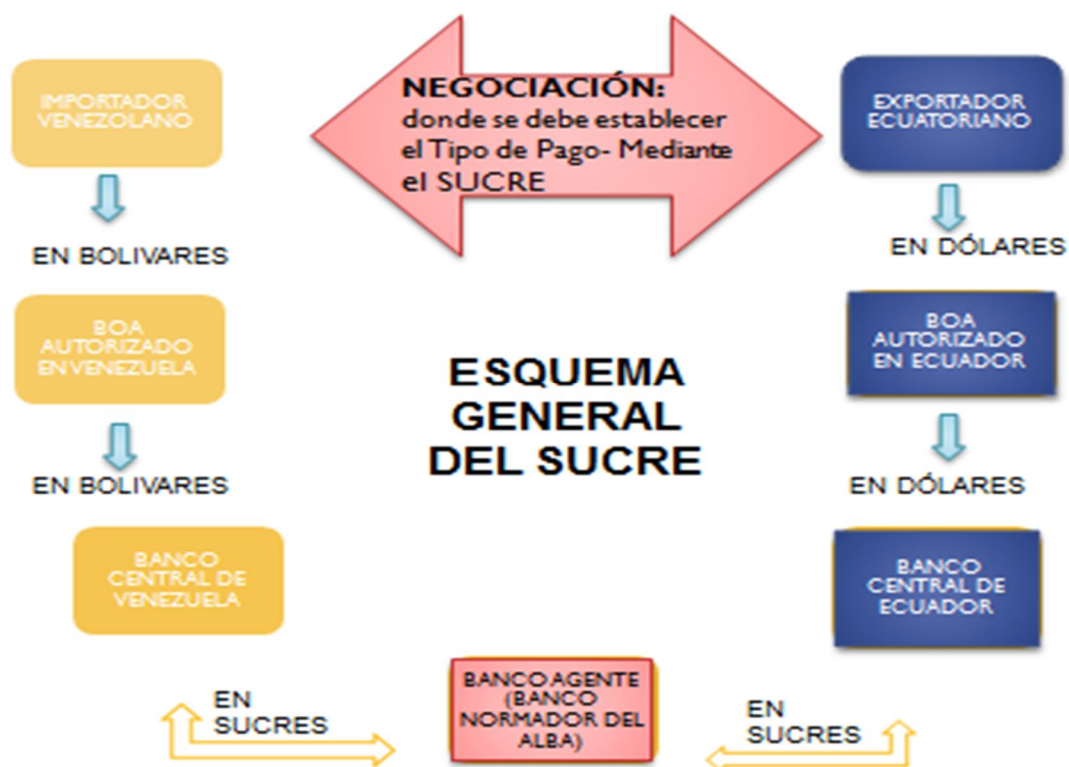 IMPORTADOR
VENEZOLANO
NEGOCIACIÓN:
donde se debe establecer
el Tipo de Pago- Mediante
el SUCRE
EXPORTADOR
ECUATORIANO
EN BOLIVARES
EN DÓLARES
BOA
AUTORIZADO
EN VENEZUELA
BOA
AUTORIZADO
EN ECUADOR
ESQUEMA
GENERAL
DEL SUCRE
EN BOLIVARES
EN DÓLARES
BANCO
CENTRAL DE
VENEZUELA
BANCO
CENTRAL DE
ECUADOR
EN
SUCRES
BANCO AGENTE
(BANCO
NORMADOR DEL
ALBA)
EN
SUCRES